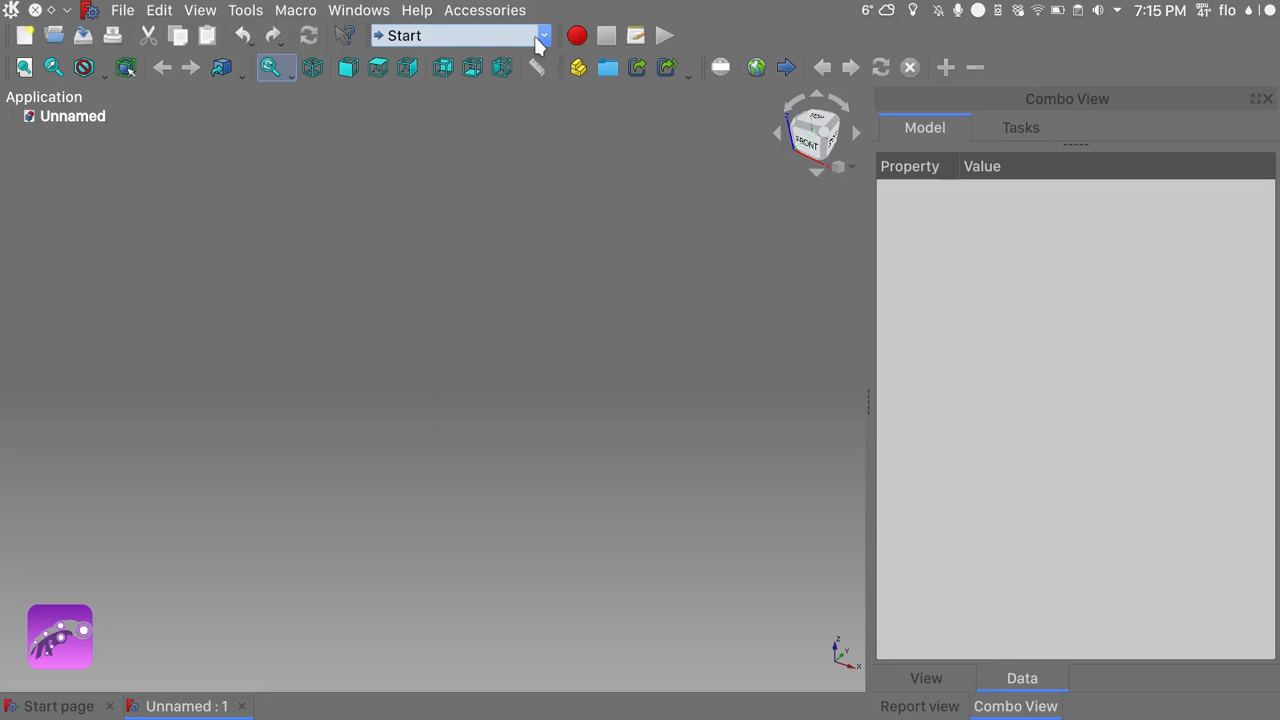 File Edit View Tools Macro Windows Help Accessories 6° 7:15 PM flo
Start
Application
Unnamed
FRONT
Combo View
Model Tasks
Property Value
View Data
Start page Unnamed : 1 Report view Combo View